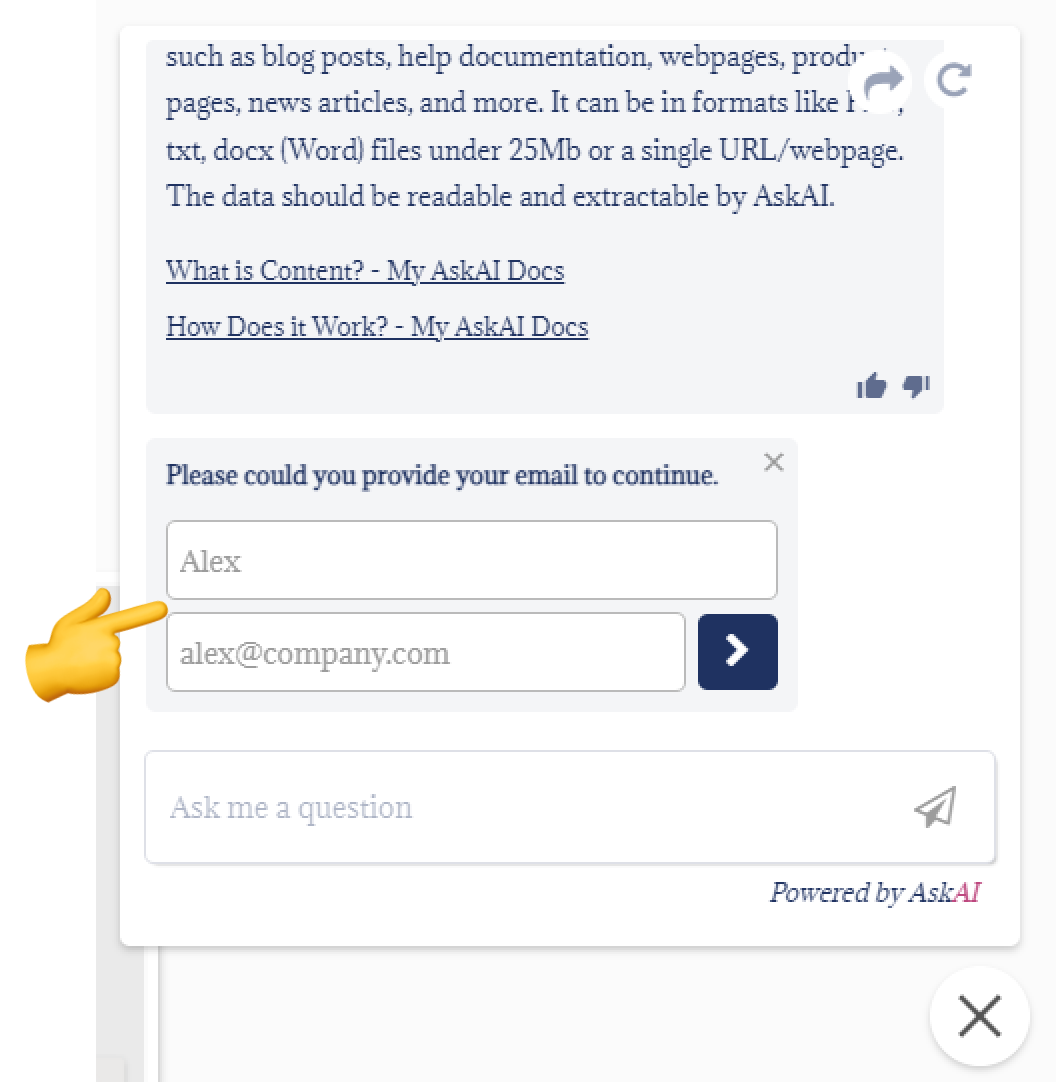 such as blog posts, help documentation, webpages,
pages, news articles, and more. It can be in formats like
txt, docx (Word) files under 25Mb or a single URL/webpage.
The data should be readable and extractable by AskAI.
What is Content? - My AskAI Docs
How Does it Work? - My AskAI Docs
Please could you provide your email to continue.
Alex
alex@company.com
Ask me a question
Powered by AskAI